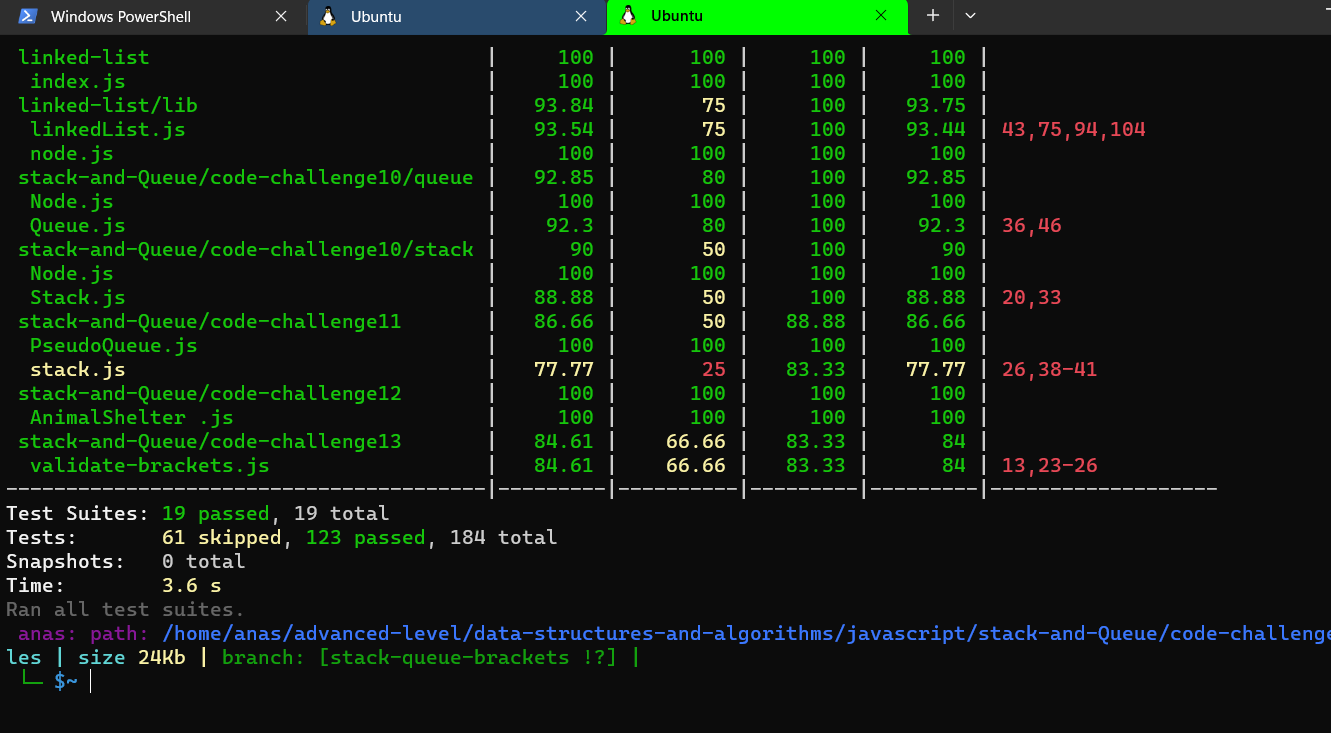 Windows PowerShell Ubuntu Ubuntu
linked-list | 100 | 100 | 100 | 100 |
index.js | 100 | 100 | 100 | 100 |
linked-list/lib | 93.84 | 75 | 100 | 93.75 |
linkedList.js | 93.54 | 75 | 100 | 93.44 | 43,75,94,104
node.js | 100 | 100 | 100 | 100 |
stack-and-Queue/code-challenge10/queue | 92.85 | 80 | 100 | 92.85 |
Node.js | 100 | 100 | 100 | 100 |
Queue.js | 92.3 | 80 | 100 | 92.3 | 36,46
stack-and-Queue/code-challenge10/stack | 90 | 50 | 100 | 90 |
Node.js | 100 | 100 | 100 | 100 |
Stack.js | 88.88 | 50 | 100 | 88.88 | 20,33
stack-and-Queue/code-challenge11 | 86.66 | 50 | 88.88 | 86.66 |
PseudoQueue.js | 100 | 100 | 100 | 100 |
stack.js | 77.77 | 25 | 83.33 | 77.77 | 26,38-41
stack-and-Queue/code-challenge12 | 100 | 100 | 100 | 100 |
AnimalShelter .js | 100 | 100 | 100 | 100 |
stack-and-Queue/code-challenge13 | 84.61 | 66.66 | 83.33 | 84 |
validate-brackets.js | 84.61 | 66.66 | 83.33 | 84 | 13,23-26
----------------------------------------|---------|----------|---------|---------|-------------------
Test Suites: 19 passed, 19 total
Tests: 61 skipped, 123 passed, 184 total
Snapshots: 0 total
Time: 3.6 s
Ran all test suites.
anas: path: /home/anas/advanced-level/data-structures-and-algorithms/javascript/stack-and-Queue/code-challenge
les | size 24Kb | branch: [stack-queue-brackets !?] |
└─ $~